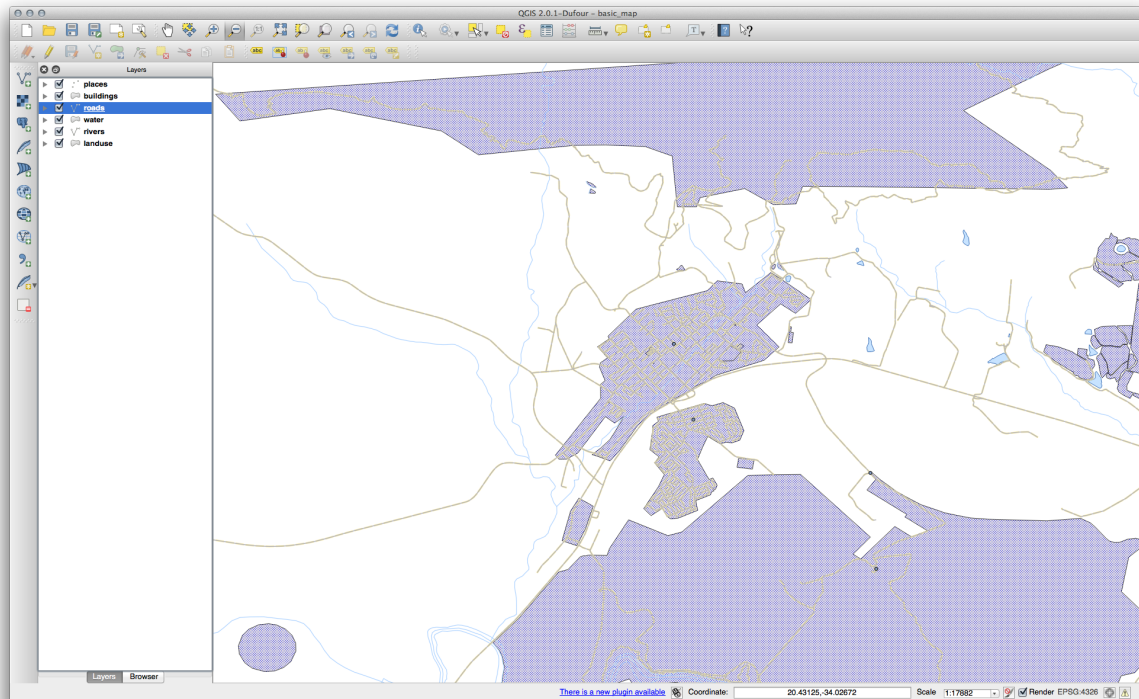 QGIS 2.0.1-Dufour - basic_map
Layers
places
buildings
roads
water
rivers
landuse
Layers
Browser
There is a new plugin available
Coordinate:
20.43125,-34.02672
Scale
1:17882
Render
EPSG:4326